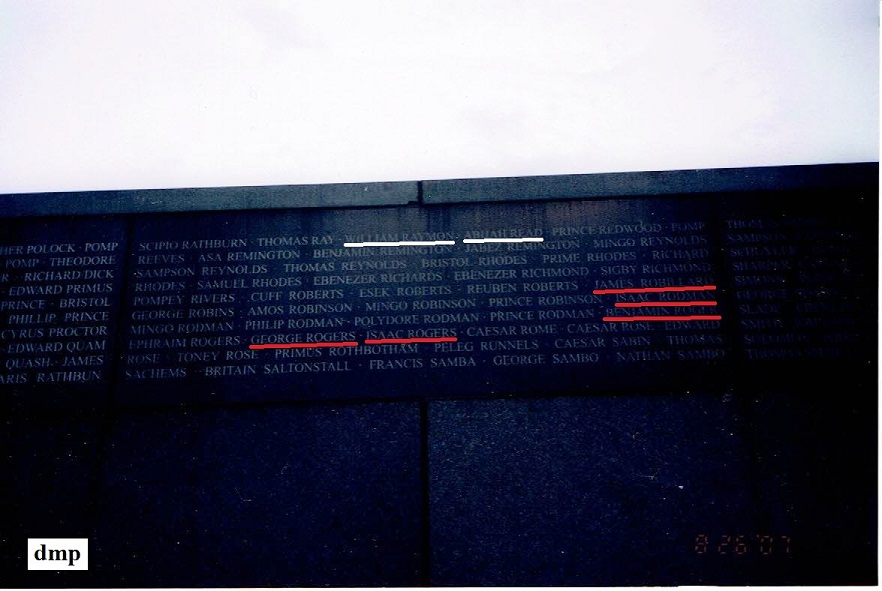 HER POLOCK · POMP · SCIPIO RATHBURN · THOMAS RAY · WILLIAM RAYMON · ABIJAH READ · PRINCE REDWOOD · POMP
POMP · THEODORE · REEVES · ASA REMINGTON · BENJAMIN REMINGTON · REMINGTON · MINGO REYNOLDS
R · RICHARD DICK · SAMPSON REYNOLDS · THOMAS REYNOLDS · BRISTOL RHODES · PRIME RHODES · RICHARD
EDWARD PRIMUS RHODES · SAMUEL RHODES · EBENEZER RICHARDS · EBENEZER RICHMOND · SIGBY RICHMOND
PRINCE · BRISTOL POMPEY RIVERS · CUFF ROBERTS · ESEK ROBERTS · REUBEN ROBERTS · JAMES
PHILLIP PRINCE GEORGE ROBINS · AMOS ROBINSON · MINGO ROBINSON · PRINCE ROBINSON · ISAAC
CYRUS PROCTOR MINGO RODMAN · PHILIP RODMAN · POLYDORE RODMAN · PRINCE RODMAN · BENJAMIN
EDWARD QUAM EPHRAIM ROGERS · GEORGE ROGERS · ISAAC ROGERS · CAESAR ROME · CAESAR ROSE · EDWARD
QUASH · JAMES ROSE · TONEY ROSE · PRIMUS ROTHBOTHAM · PELEG RUNNELS · CAESAR SABIN · THOMAS
ARIS RATHBUN SACHEMS · BRITAIN SALTONSTALL · FRANCIS SAMBA · GEORGE SAMBO · NATHAN SAMBO
8 26 '07
dmp